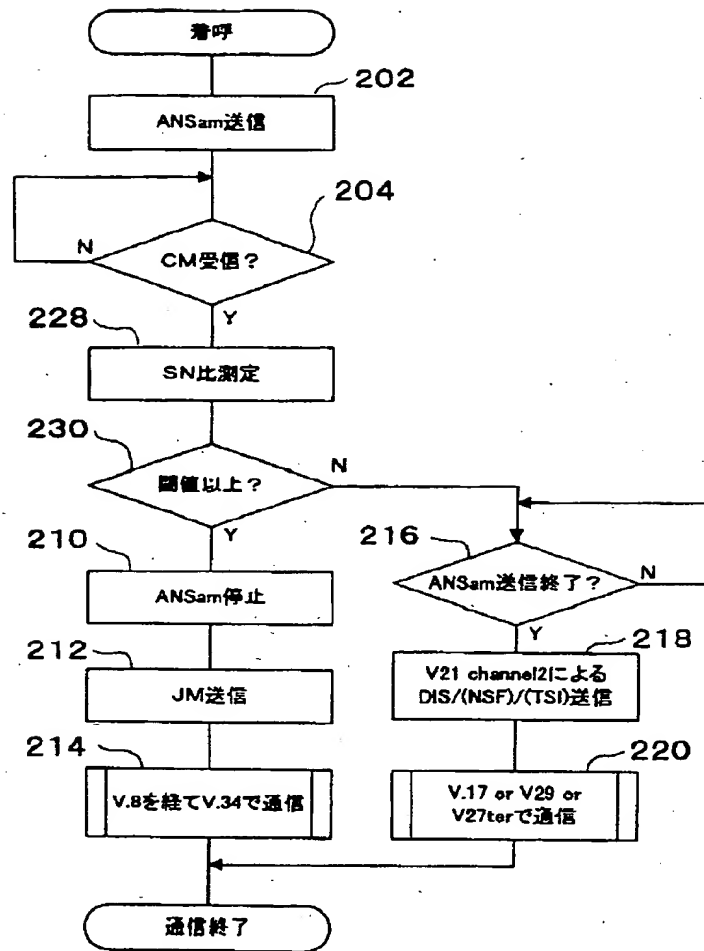 着呼
202
ANSam送信
204
N
CM受信?
Y
228
SN比測定
230
閾値以上?
N
Y
210
ANSam停止
216
ANSam送信終了?
N
Y
212
JM送信
218
V21 channel2による
DIS/(NSF)/(TSI)送信
214
V.8を経てV.34で通信
220
V.17 or V29 or
V27terで通信
通信終了